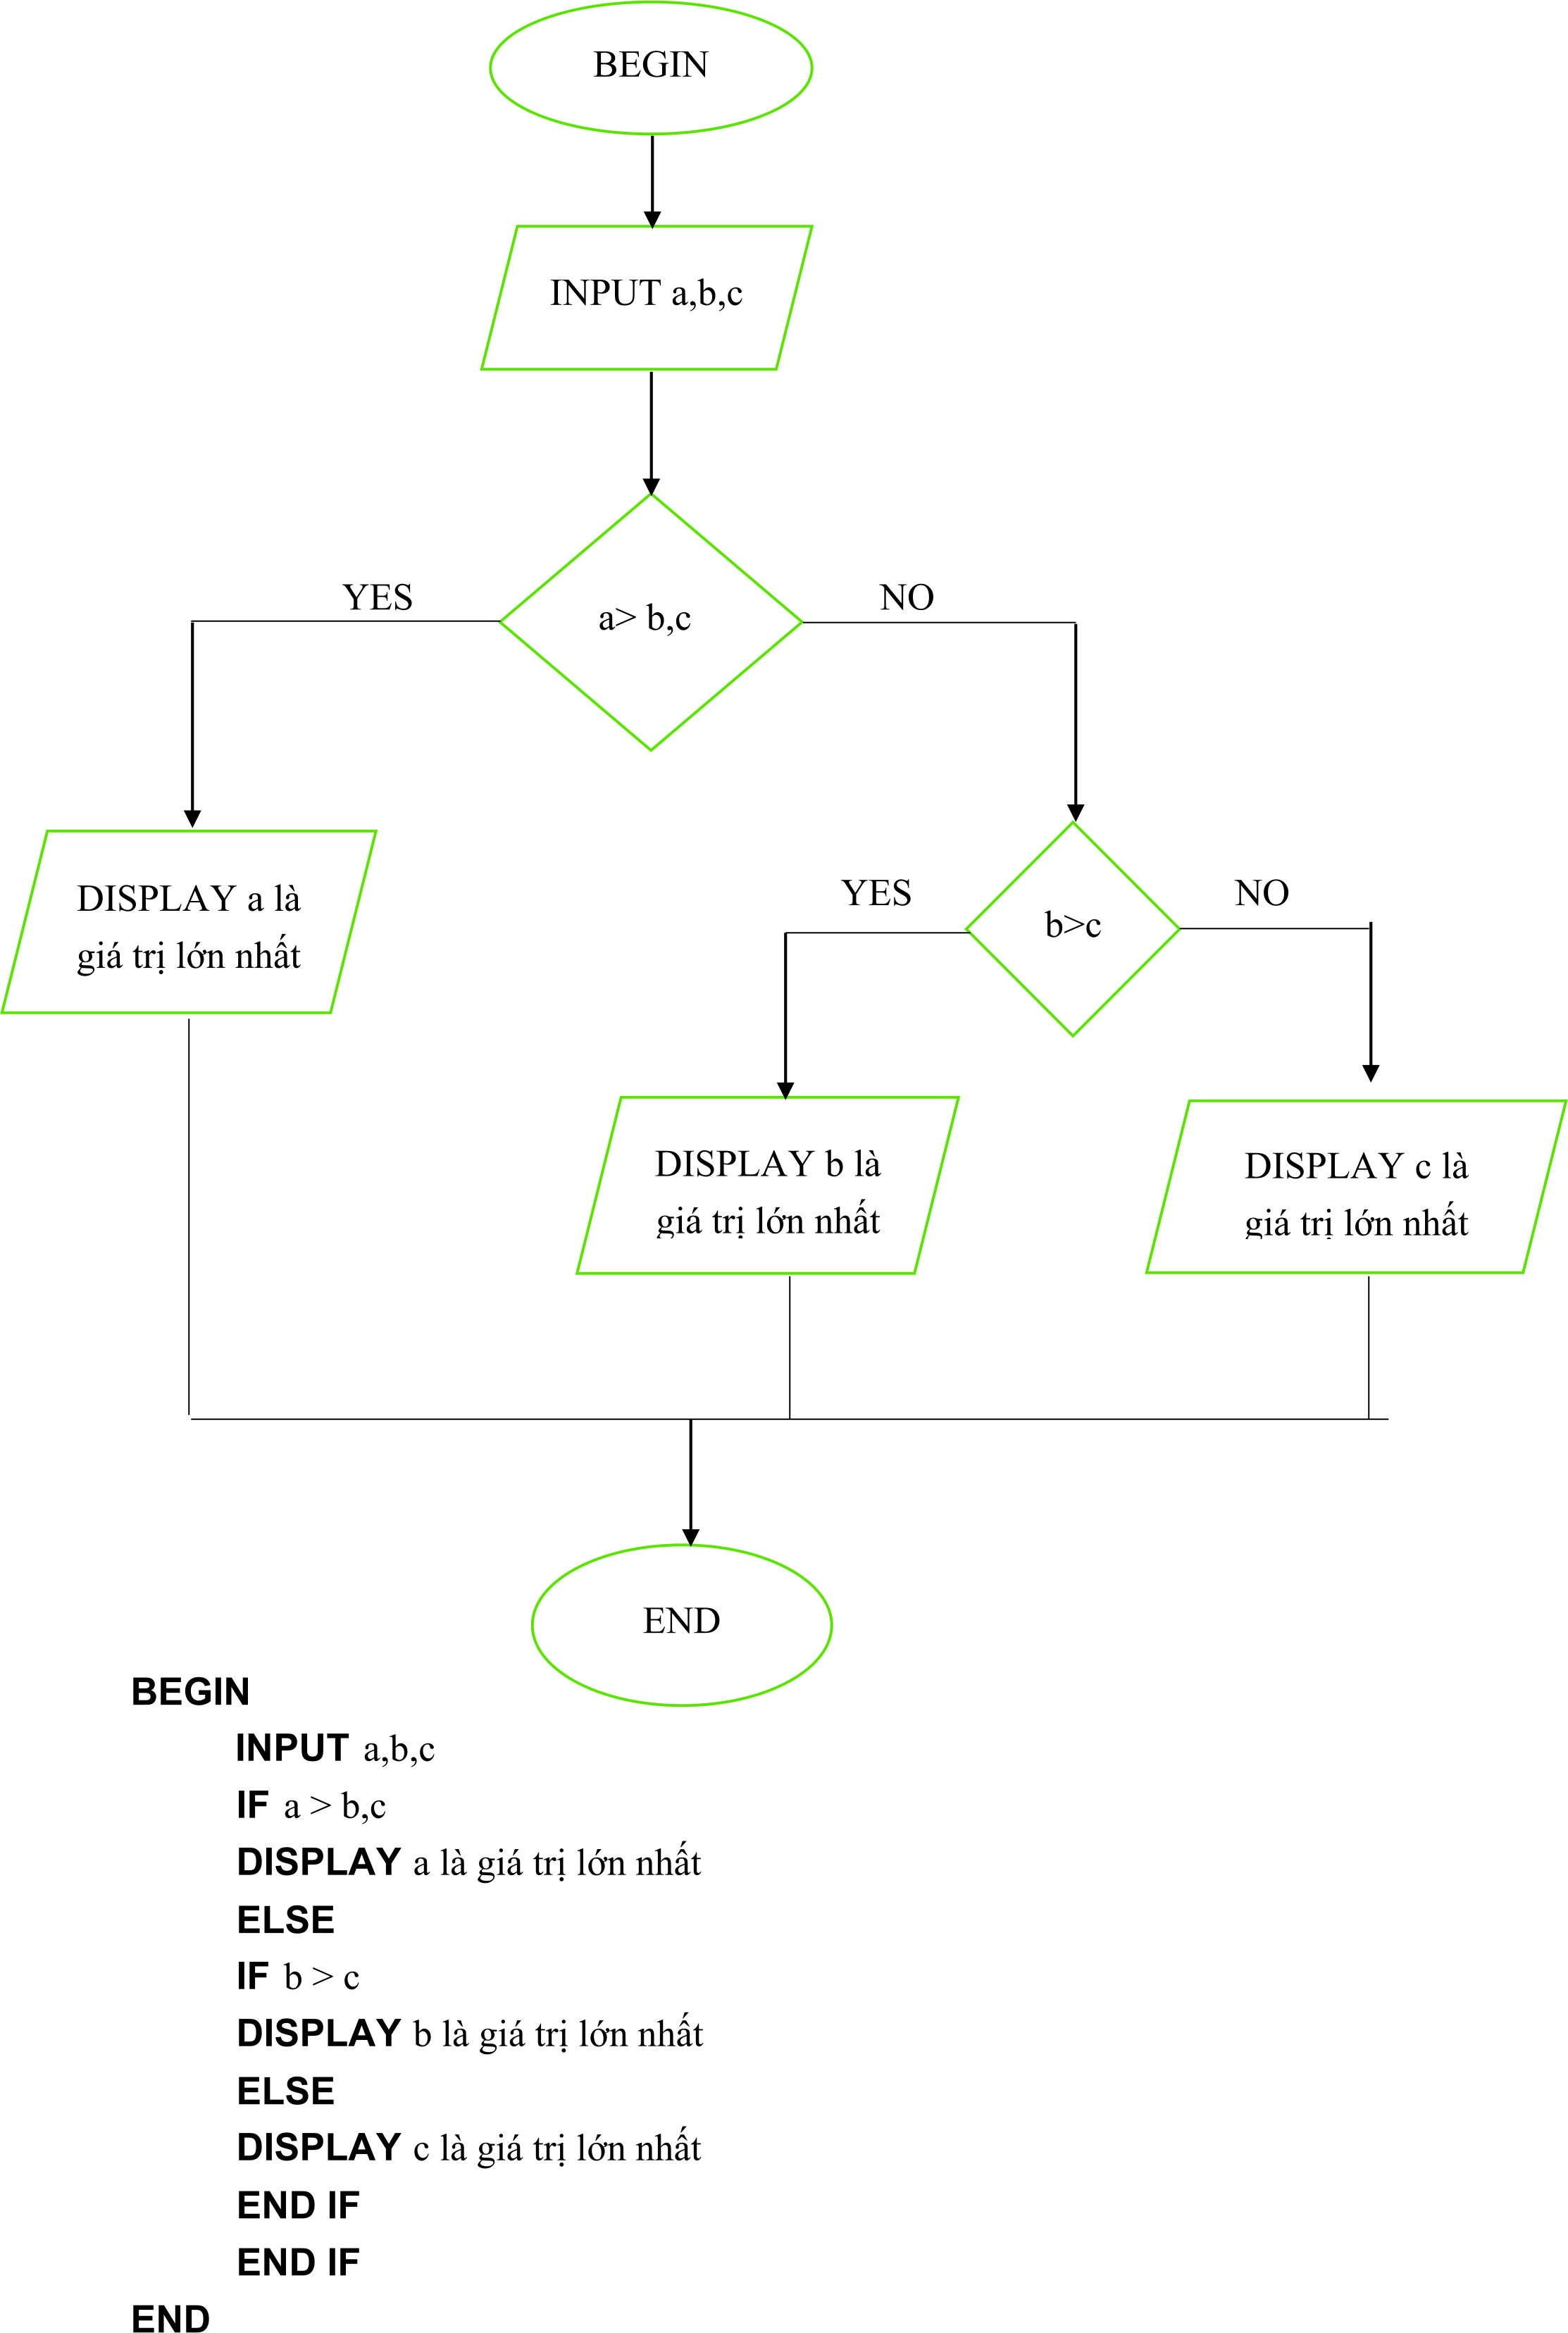 BEGIN
INPUT a,b,c
YES
a> b,c
NO
DISPLAY a là
giá trị lớn nhất
YES
b>c
NO
DISPLAY b là
giá trị lớn nhất
DISPLAY c là
giá trị lớn nhất
END
BEGIN
INPUT a,b,c
IF a > b,c
DISPLAY a là giá trị lớn nhất
ELSE
IF b > c
DISPLAY b là giá trị lớn nhất
ELSE
DISPLAY c là giá trị lớn nhất
END IF
END IF
END